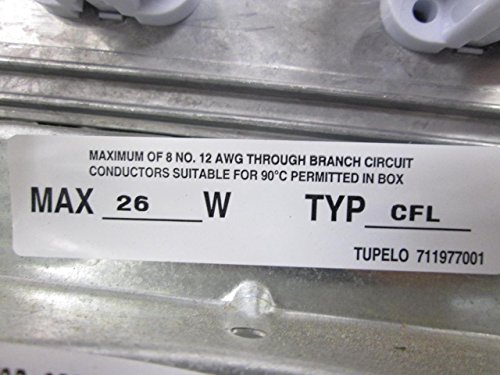 MAXIMUM OF 8 NO. 12 AWG THROUGH BRANCH CIRCUIT
CONDUCTORS SUITABLE FOR 90°C PERMITTED IN BOX
MAX 26 W TYP CFL
TUPELO 711977001